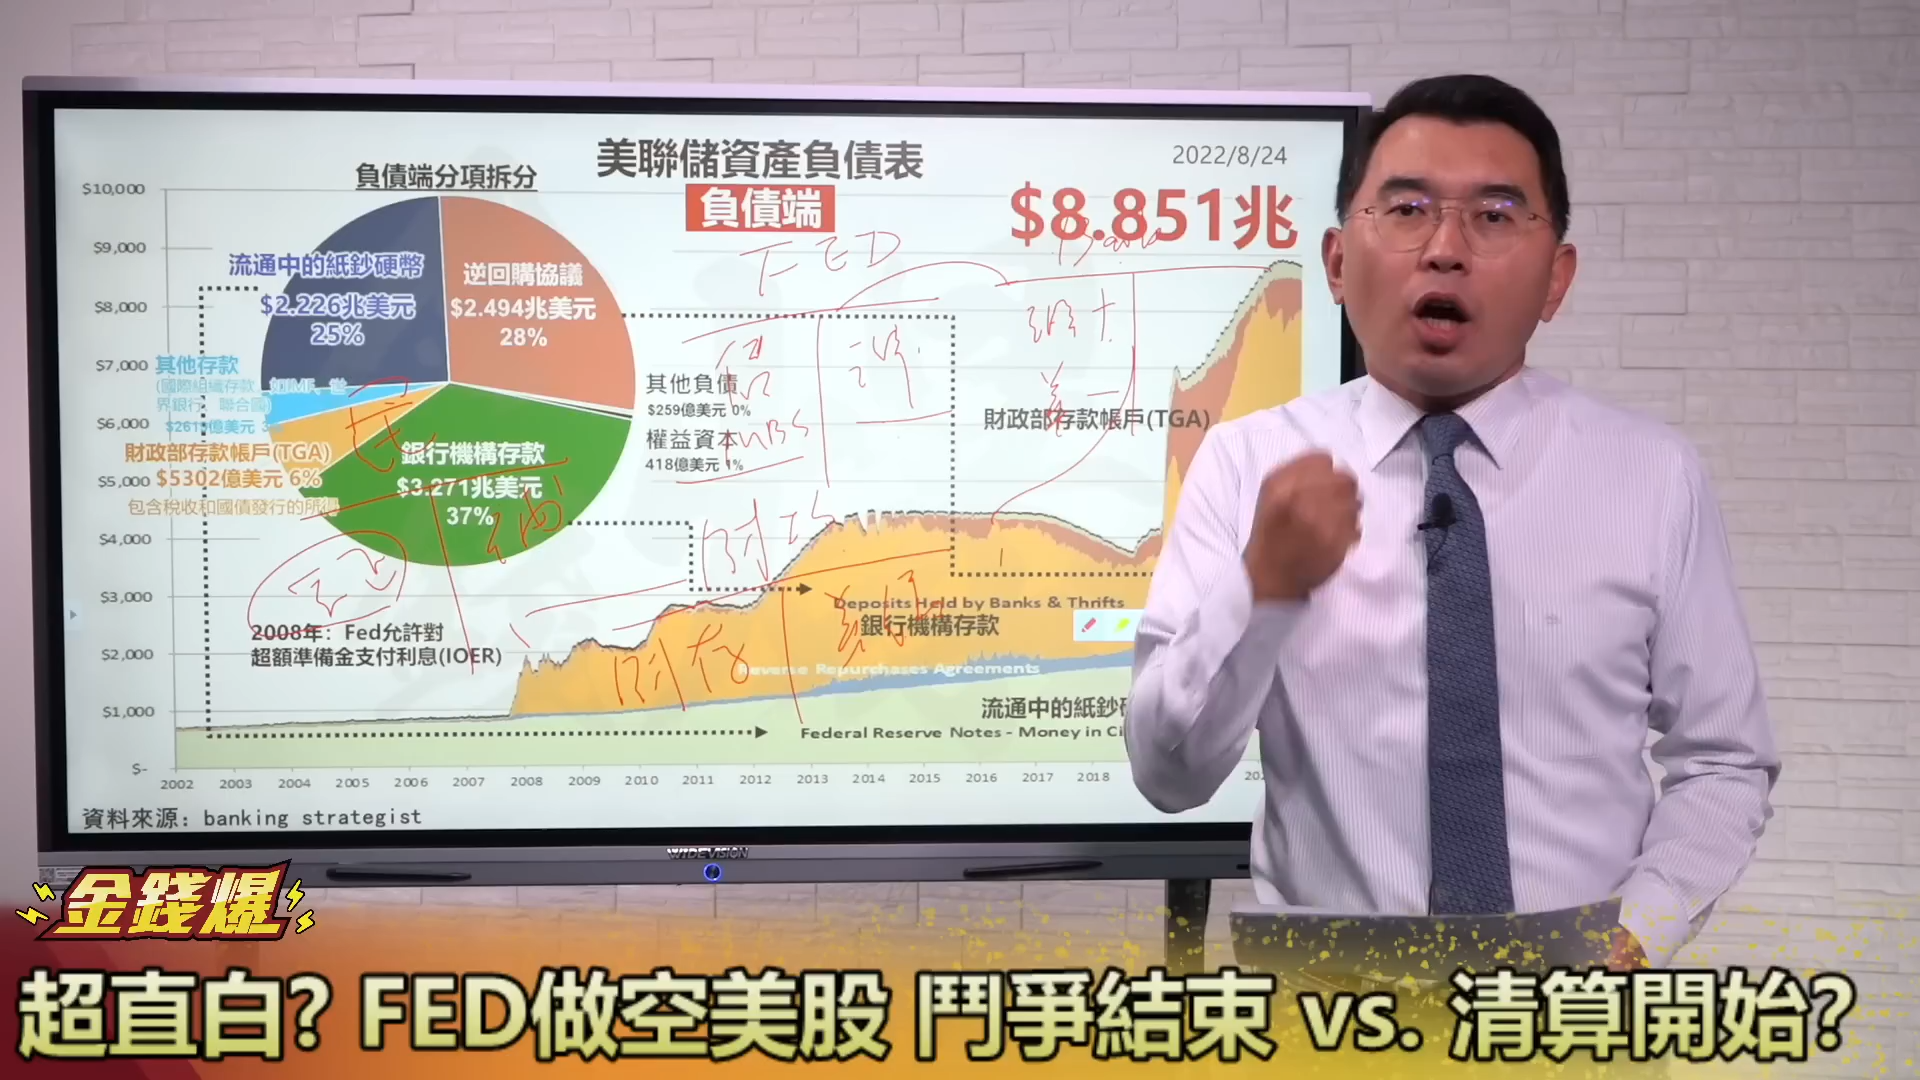 美聯儲資產負債表
負債端
2022/8/24
$8.851兆
負債端分項拆分
$10,000
$9,000
$8,000
$7,000
$6,000
$5,000
$4,000
$3,000
$2,000
$1,000
$-
流通中的紙鈔硬幣
$2.226兆美元
25%
逆回購協議
$2.494兆美元
28%
其他存款
財政部存款帳戶(TGA)
$5302億美元 6%
包含稅收和國債發行的所得
銀行機構存款
$3.271兆美元
37%
其他負債
$259億美元 0%
權益資本
418億美元 1%
FED
Bank
債
MBS
財政部存款帳戶(TGA)
2008年：Fed允許對
超額準備金支付利息(IOER)
Deposits Held by Banks & Thrifts
銀行機構存款
Reverse Repurchases Agreements
流通中的紙鈔
Federal Reserve Notes - Money in Ci
2002 2003 2004 2005 2006 2007 2008 2009 2010 2011 2012 2013 2014 2015 2016 2017 2018
資料來源：banking strategist
WIDEVISION
金錢爆
超直白? FED做空美股 鬥爭結束 vs. 清算開始?